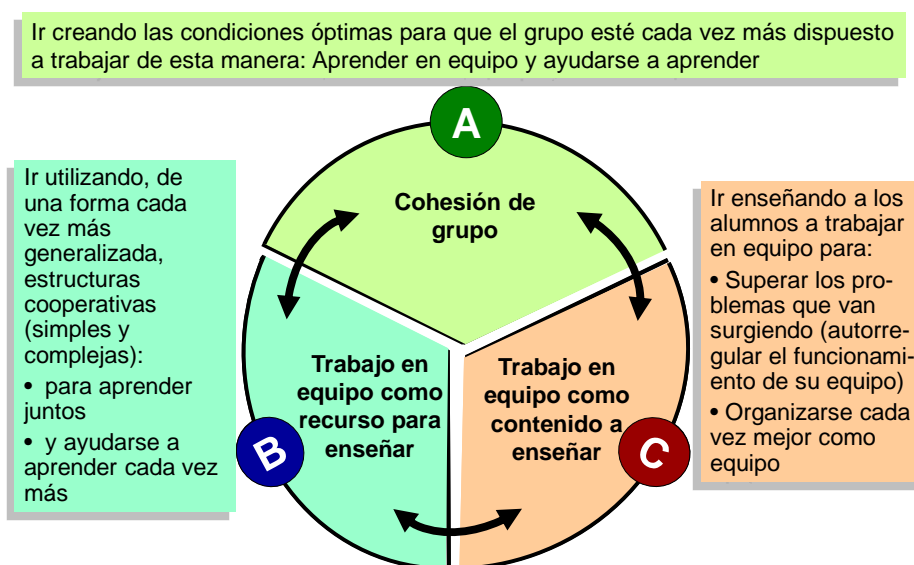 Ir creando las condiciones óptimas para que el grupo esté cada vez más dispuesto
a trabajar de esta manera: Aprender en equipo y ayudarse a aprender
A
Cohesión de
grupo
Ir utilizando, de
una forma cada
vez más
generalizada,
estructuras
cooperativas
(simples y
complejas):
• para aprender
juntos
• y ayudarse a
aprender cada vez
más
B
Trabajo en
equipo como
recurso para
enseñar
Trabajo en
equipo como
contenido a
enseñar
C
Ir enseñando a los
alumnos a trabajar
en equipo para:
• Superar los pro-
blemas que van
surgiendo (autorre-
gular el funcionami-
ento de su equipo)
• Organizarse cada
vez mejor como
equipo